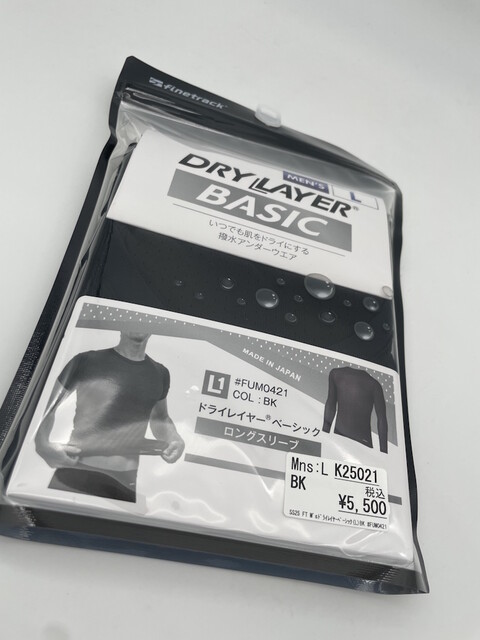 finetrack
MEN'S L
DRY LAYER®
BASIC
いつでも肌をドライにする
撥水アンダーウエア
MADE IN JAPAN
L1 #FUM0421
COL : BK
ドライレイヤー®ベーシック
ロングスリーブ
Mns:L K25021
BK 税込
¥5,500